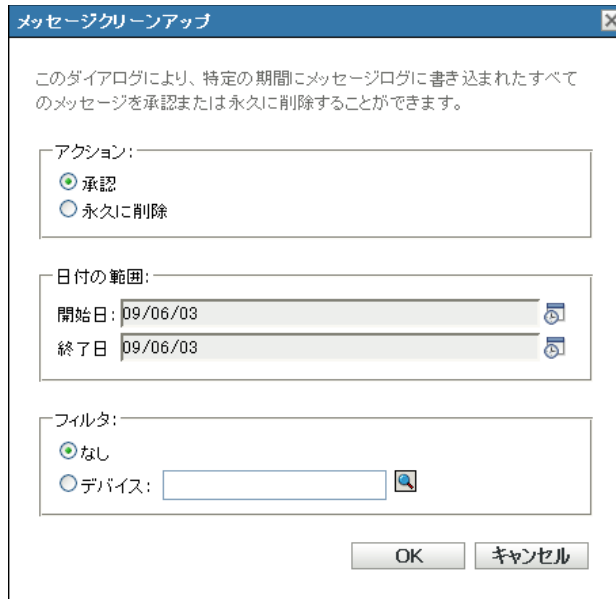 メッセージクリーンアップ
このダイアログにより、特定の期間にメッセージログに書き込まれたすべて
のメッセージを承認または永久に削除することができます。
アクション:
承認
永久に削除
日付の範囲:
開始日: 09/06/03
終了日 09/06/03
フィルタ:
なし
デバイス:
OK キャンセル